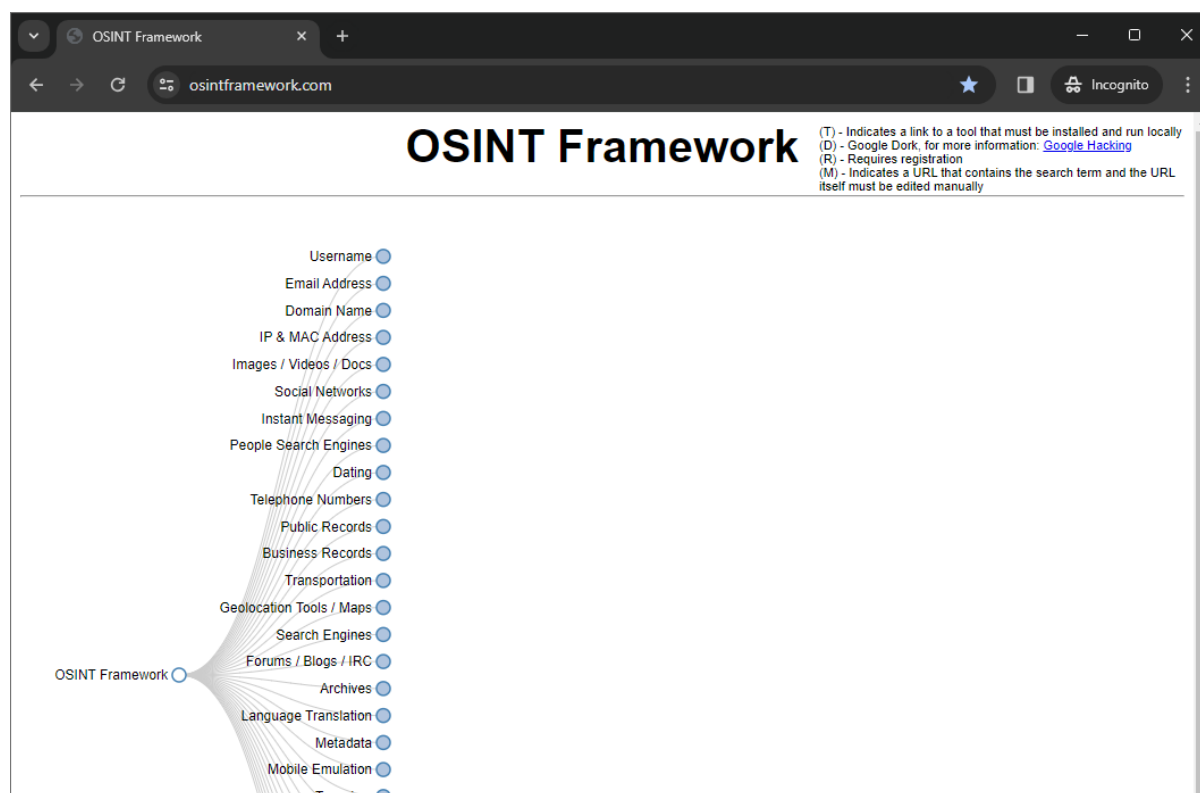 OSINT Framework
osintframework.com
Incognito
OSINT Framework
(T) - Indicates a link to a tool that must be installed and run locally
(D) - Google Dork, for more information: Google Hacking
(R) - Requires registration
(M) - Indicates a URL that contains the search term and the URL
itself must be edited manually
Username
Email Address
Domain Name
IP & MAC Address
Images / Videos / Docs
Social Networks
Instant Messaging
People Search Engines
Dating
Telephone Numbers
Public Records
Business Records
Transportation
Geolocation Tools / Maps
Search Engines
Forums / Blogs / IRC
OSINT Framework
Archives
Language Translation
Metadata
Mobile Emulation